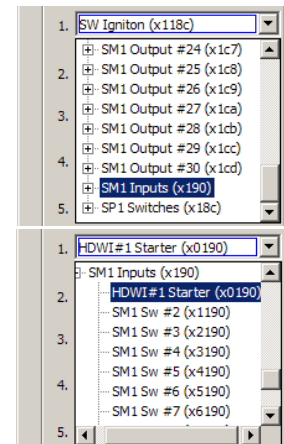 1. SW Igniton (x118c)
SM1 Output #24 (x1c7)
2. SM1 Output #25 (x1c8)
SM1 Output #26 (x1c9)
3. SM1 Output #27 (x1ca)
SM1 Output #28 (x1cb)
SM1 Output #29 (x1cc)
4. SM1 Output #30 (x1cd)
SM1 Inputs (x190)
5. SP1 Switches (x18c)
1. HDWI#1 Starter (x0190)
SM1 Inputs (x190)
2. HDWI#1 Starter (x0190)
SM1 Sw #2 (x1190)
3. SM1 Sw #3 (x2190)
SM1 Sw #4 (x3190)
4. SM1 Sw #5 (x4190)
SM1 Sw #6 (x5190)
SM1 Sw #7 (x6190)
5.